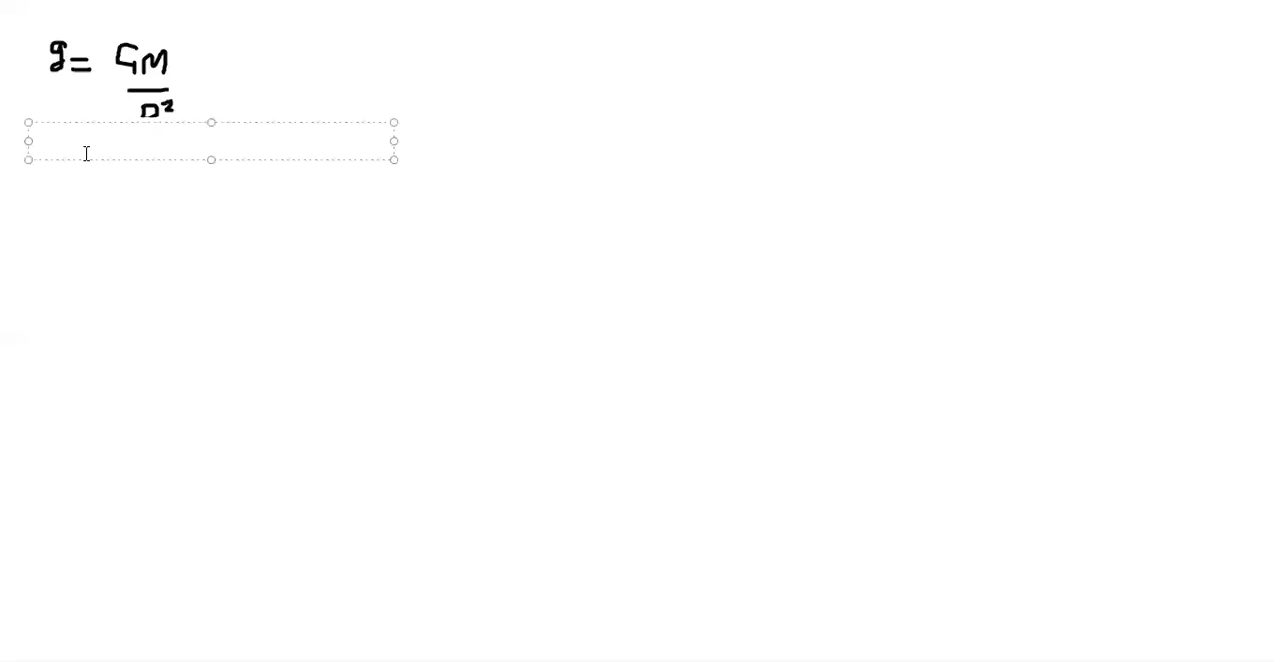 g = GM
R²